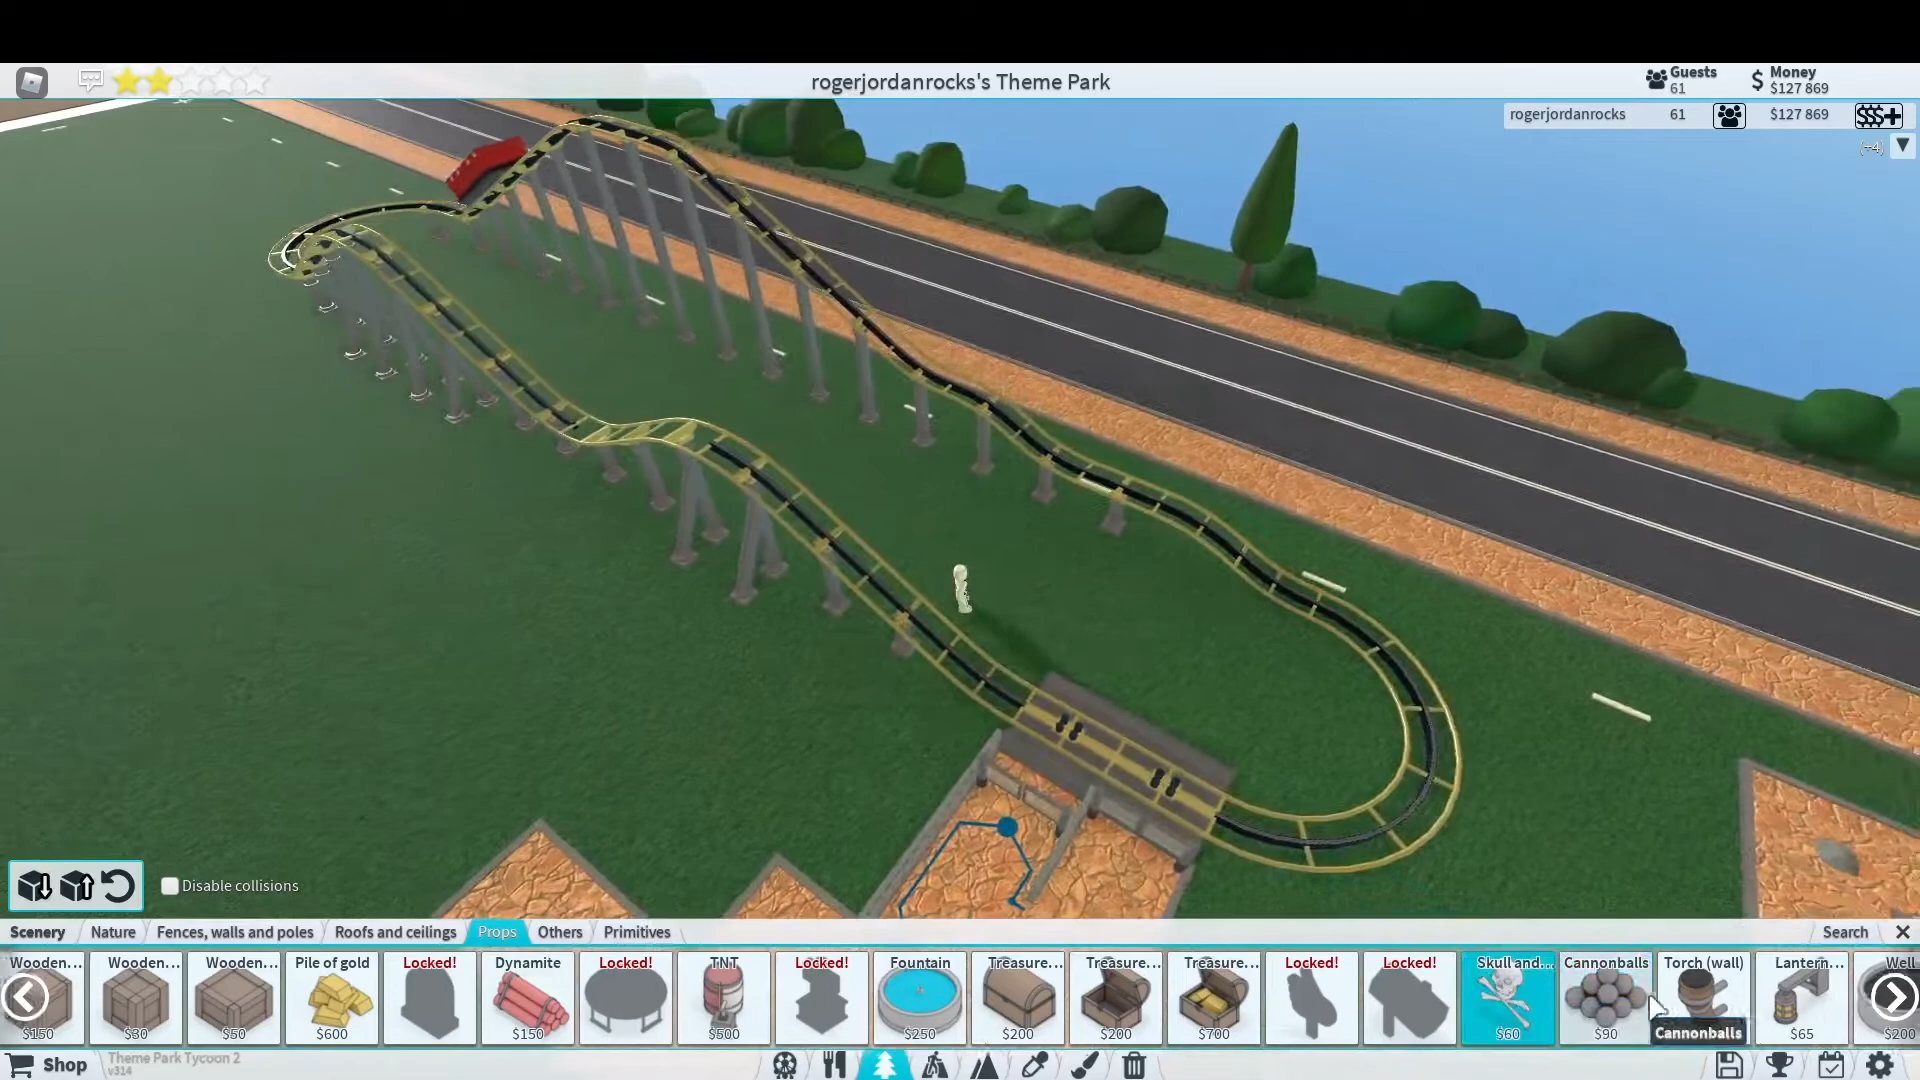 rogerjordanrocks's Theme Park
Guests
61
Money
$127 869
rogerjordanrocks 61 $127 869
(+4)
Disable collisions
Scenery Nature Fences, walls and poles Roofs and ceilings Props Others Primitives Search
Wooden... Wooden... Wooden... Pile of gold Locked! Dynamite Locked! TNT Locked! Fountain Treasure... Treasure... Treasure... Locked! Locked! Skull and... Cannonballs Torch (wall) Lantern... Well
$150 $30 $50 $600 $150 $500 $250 $200 $200 $700 $60 $90 Cannonballs $65 $200
Shop
Theme Park Tycoon 2
v314